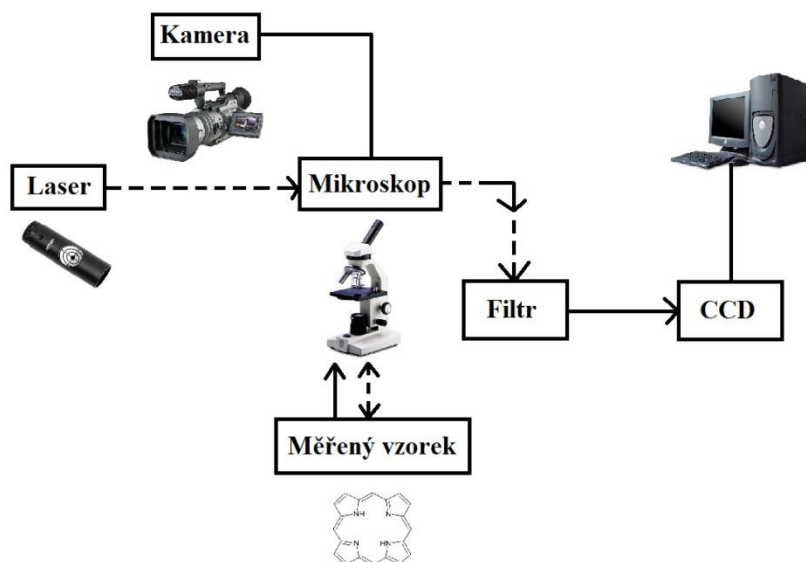 Kamera
Laser
Mikroskop
Filtr
CCD
Měřený vzorek
NH
N
N
HN